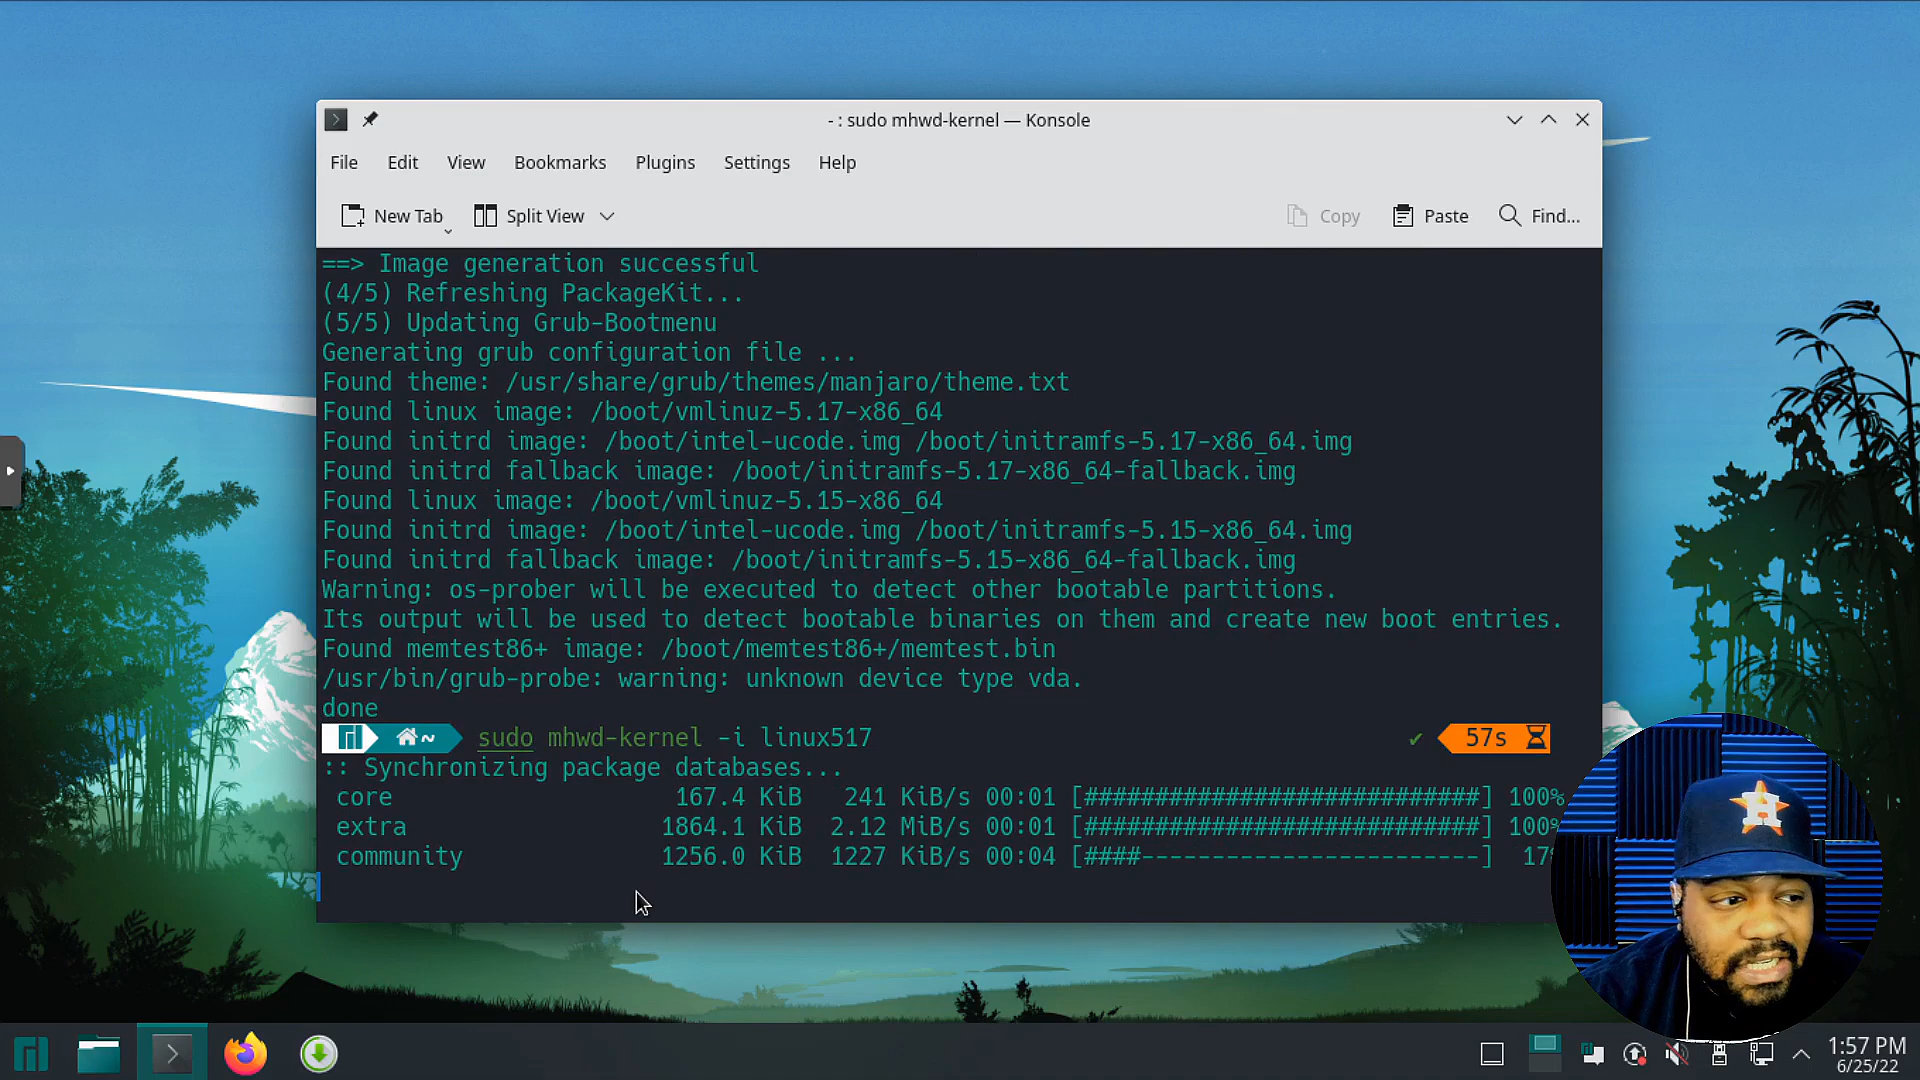 - : sudo mhwd-kernel — Konsole
File Edit View Bookmarks Plugins Settings Help
New Tab Split View Copy Paste Find...
==> Image generation successful
(4/5) Refreshing PackageKit...
(5/5) Updating Grub-Bootmenu
Generating grub configuration file ...
Found theme: /usr/share/grub/themes/manjaro/theme.txt
Found linux image: /boot/vmlinuz-5.17-x86_64
Found initrd image: /boot/intel-ucode.img /boot/initramfs-5.17-x86_64.img
Found initrd fallback image: /boot/initramfs-5.17-x86_64-fallback.img
Found linux image: /boot/vmlinuz-5.15-x86_64
Found initrd image: /boot/intel-ucode.img /boot/initramfs-5.15-x86_64.img
Found initrd fallback image: /boot/initramfs-5.15-x86_64-fallback.img
Warning: os-prober will be executed to detect other bootable partitions.
Its output will be used to detect bootable binaries on them and create new boot entries.
Found memtest86+ image: /boot/memtest86+/memtest.bin
/usr/bin/grub-probe: warning: unknown device type vda.
done
~ sudo mhwd-kernel -i linux517 ✔ 57s
:: Synchronizing package databases...
core 167.4 KiB 241 KiB/s 00:01 [############################] 100%
extra 1864.1 KiB 2.12 MiB/s 00:01 [############################] 100%
community 1256.0 KiB 1227 KiB/s 00:04 [####------------------------] 17%
H
1:57 PM
6/25/22